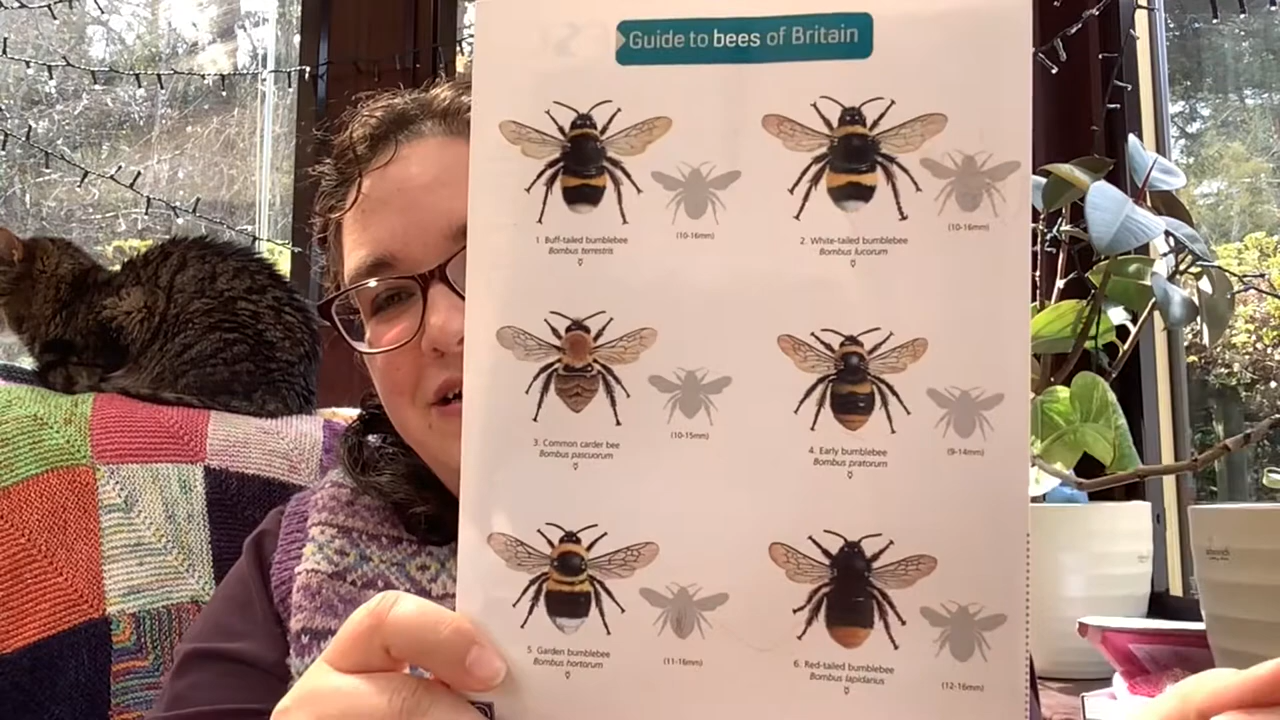 Guide to bees of Britain
1. Buff-tailed bumblebee
Bombus terrestris
☿
(10-16mm)
2. White-tailed bumblebee
Bombus lucorum
☿
(10-16mm)
3. Common carder bee
Bombus pascuorum
☿
(10-15mm)
4. Early bumblebee
Bombus pratorum
☿
(9-14mm)
5. Garden bumblebee
Bombus hortorum
☿
(11-16mm)
6. Red-tailed bumblebee
Bombus lapidarius
☿
(12-16mm)